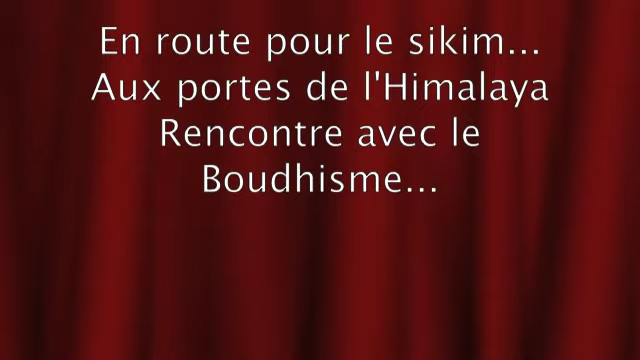 En route pour le sikim...
Aux portes de l'Himalaya
Rencontre avec le
Boudhisme...